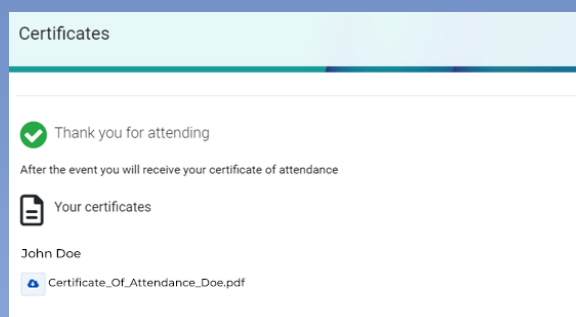 Certificates
Thank you for attending
After the event you will receive your certificate of attendance
Your certificates
John Doe
Certificate_Of_Attendance_Doe.pdf